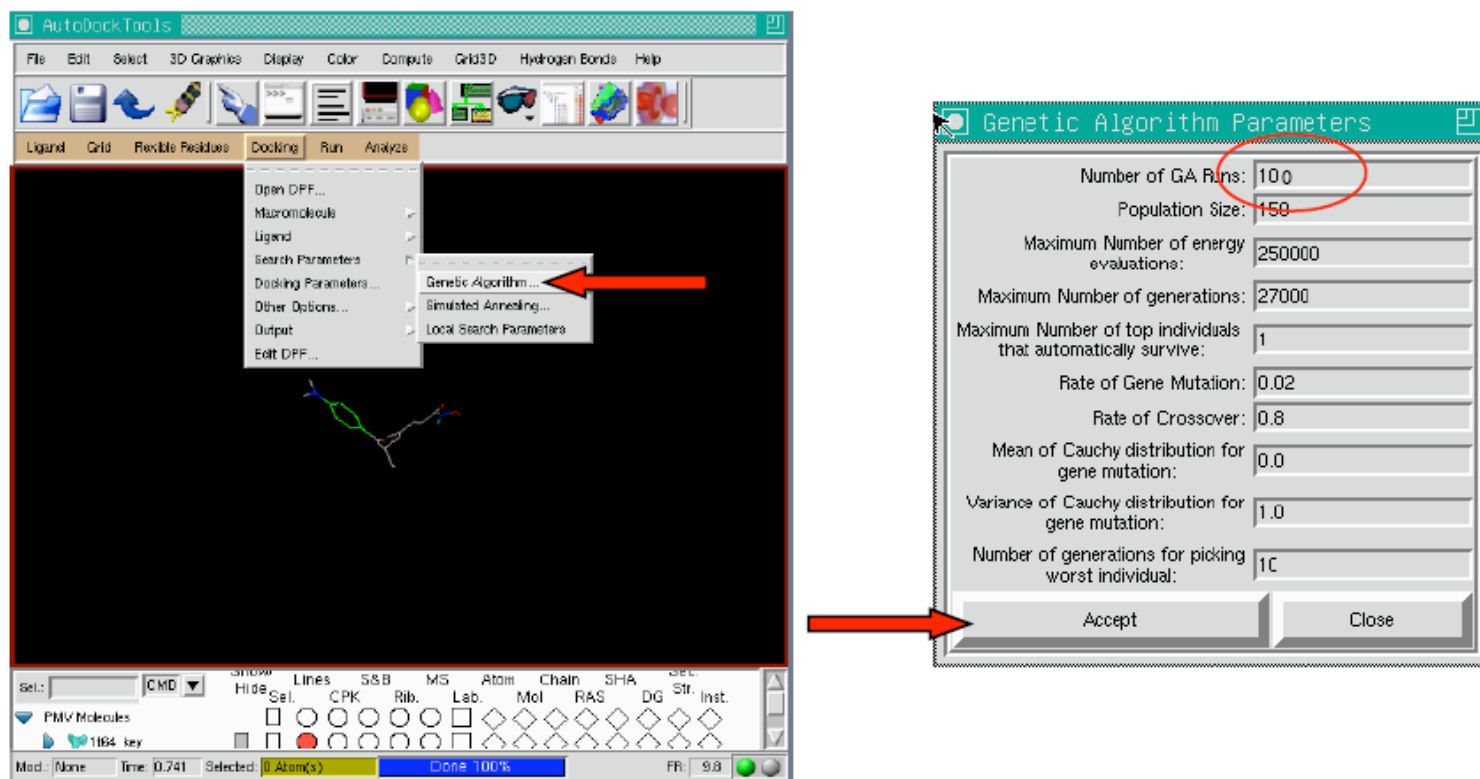 AutoDockTools
File Edit Select 3D Graphics Display Color Compute Grid3D Hydrogen Bonds Help
Ligand Grid Flexible Residues Docking Run Analyze
Open DPF...
Macromolecule
Ligand
Search Parameters
Docking Parameters...
Other Options...
Output
Edit DPF...
Genetic Algorithm...
Simulated Annealing...
Local Search Parameters
Sel.: CMD
Show Lines S&B MS Atom Chain SHA Sel.
Hide Sel. CPK Rib. Lab. Mol RAS DG Str. Inst.
PMV Molecules
1t64_key
Mod.: None Time: 0.741 Selected: 0 Atom(s) Done 100% FR: 9.8
Genetic Algorithm Parameters
Number of GA Runs: 100
Population Size: 150
Maximum Number of energy
evaluations: 250000
Maximum Number of generations: 27000
Maximum Number of top individuals
that automatically survive: 1
Rate of Gene Mutation: 0.02
Rate of Crossover: 0.8
Mean of Cauchy distribution for
gene mutation: 0.0
Variance of Cauchy distribution for
gene mutation: 1.0
Number of generations for picking
worst individual: 10
Accept Close